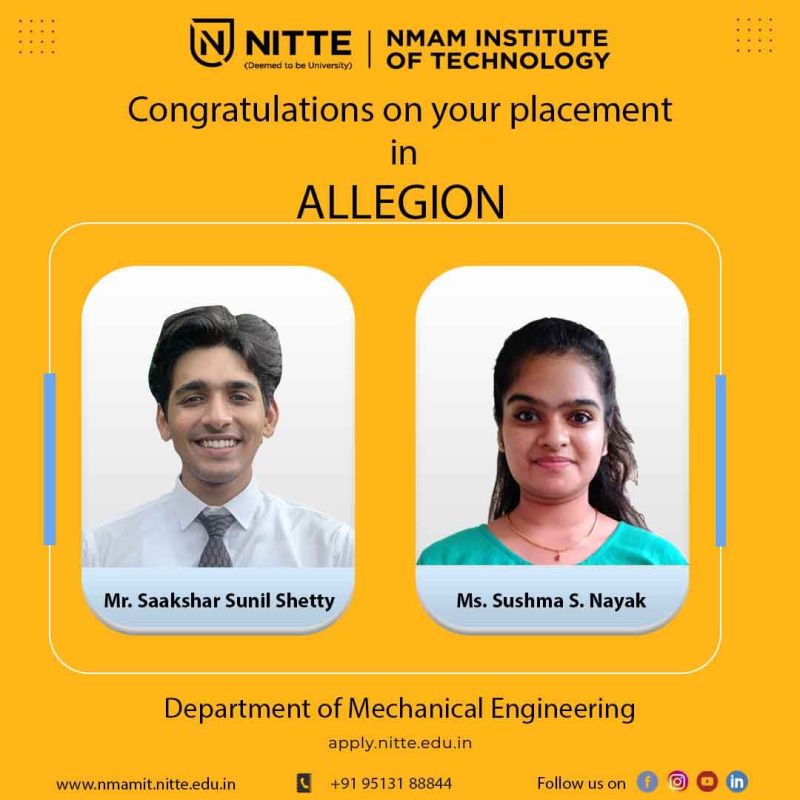 NITTE
(Deemed to be University)
NMAM INSTITUTE
OF TECHNOLOGY
Congratulations on your placement
in
ALLEGION
Mr. Saakshar Sunil Shetty
Ms. Sushma S. Nayak
Department of Mechanical Engineering
apply.nitte.edu.in
www.nmamit.nitte.edu.in
+91 95131 88844
Follow us on